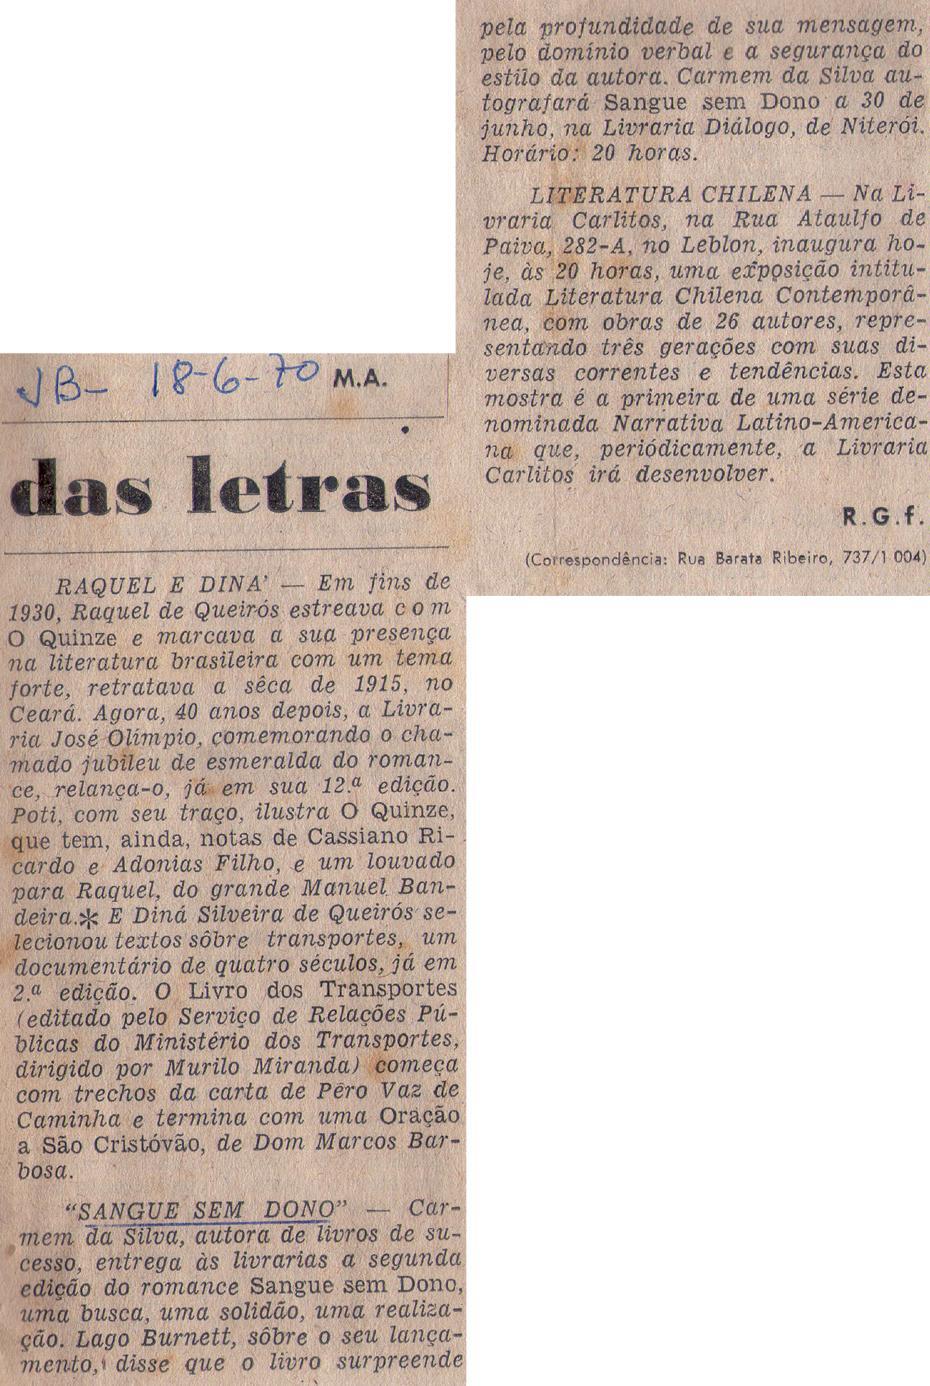 JB- 18-6-70 M.A.
das letras
RAQUEL E DINA' — Em fins de
1930, Raquel de Queirós estreava com
O Quinze e marcava a sua presença
na literatura brasileira com um tema
forte, retratava a sêca de 1915, no
Ceará. Agora, 40 anos depois, a Livra-
ria José Olímpio, comemorando o cha-
mado jubileu de esmeralda do roman-
ce, relança-o, já em sua 12.ª edição.
Poti, com seu traço, ilustra O Quinze,
que tem, ainda, notas de Cassiano Ri-
cardo e Adonias Filho, e um louvado
para Raquel, do grande Manuel Ban-
deira.* E Diná Silveira de Queirós se-
lecionou textos sôbre transportes, um
documentário de quatro séculos, já em
2.ª edição. O Livro dos Transportes
(editado pelo Serviço de Relações Pú-
blicas do Ministério dos Transportes,
dirigido por Murilo Miranda) começa
com trechos da carta de Pêro Vaz de
Caminha e termina com uma Oração
a São Cristóvão, de Dom Marcos Bar-
bosa.
"SANGUE SEM DONO" — Car-
mem da Silva, autora de livros de su-
cesso, entrega às livrarias a segunda
edição do romance Sangue sem Dono,
uma busca, uma solidão, uma realiza-
ção. Lago Burnett, sôbre o seu lança-
mento, disse que o livro surpreende
pela profundidade de sua mensagem,
pelo domínio verbal e a segurança do
estilo da autora. Carmem da Silva au-
tografará Sangue sem Dono a 30 de
junho, na Livraria Diálogo, de Niterói.
Horário: 20 horas.
LITERATURA CHILENA — Na Li-
vraria Carlitos, na Rua Ataulfo de
Paiva, 282-A, no Leblon, inaugura ho-
je, às 20 horas, uma exposição intitu-
lada Literatura Chilena Contemporâ-
nea, com obras de 26 autores, repre-
sentando três gerações com suas di-
versas correntes e tendências. Esta
mostra é a primeira de uma série de-
nominada Narrativa Latino-America-
na que, periòdicamente, a Livraria
Carlitos irá desenvolver.
R.G.f.
(Correspondência: Rua Barata Ribeiro, 737/1 004)